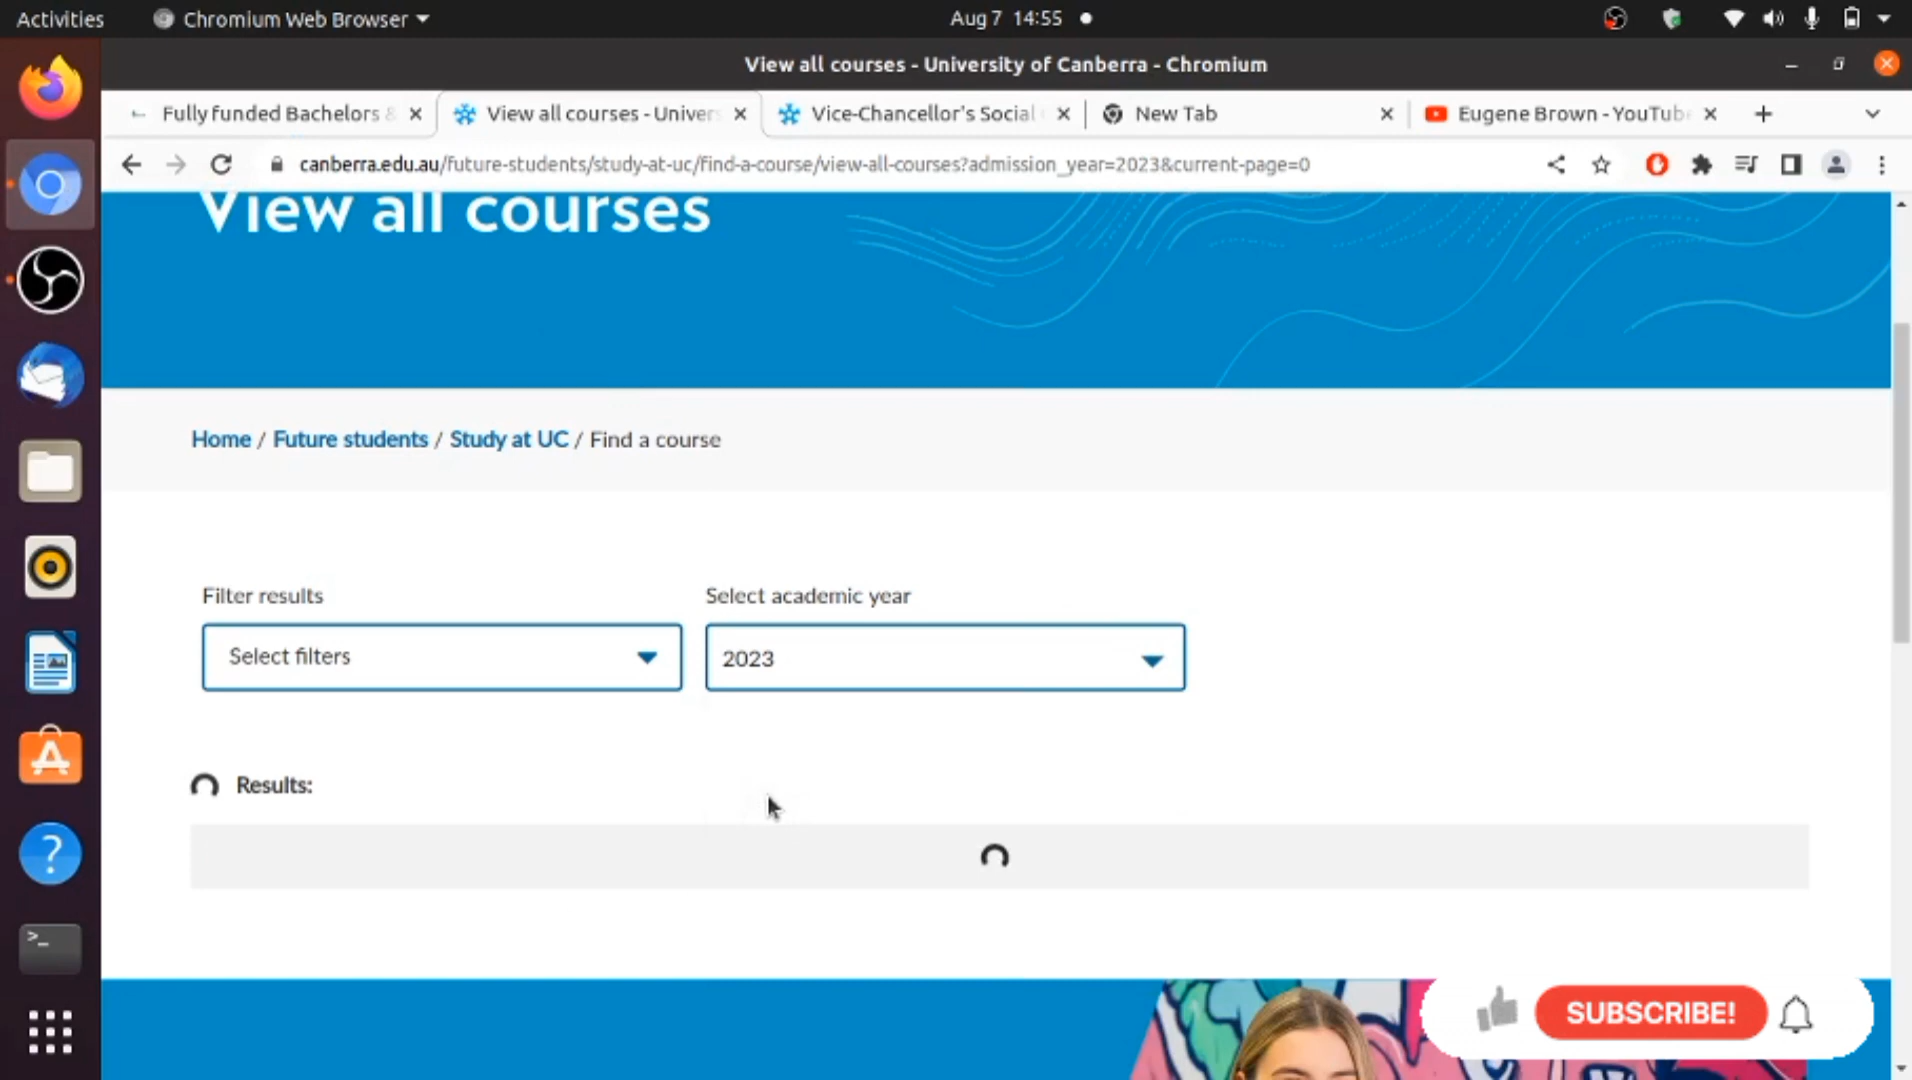 Activities
Chromium Web Browser
Aug 7 14:55
View all courses - University of Canberra - Chromium
Fully funded Bachelors &
View all courses - Univers
Vice-Chancellor's Social
New Tab
Eugene Brown - YouTub
canberra.edu.au/future-students/study-at-uc/find-a-course/view-all-courses?admission_year=2023&current-page=0
View all courses
Home / Future students / Study at UC / Find a course
Filter results
Select academic year
Select filters
2023
Results:
SUBSCRIBE!